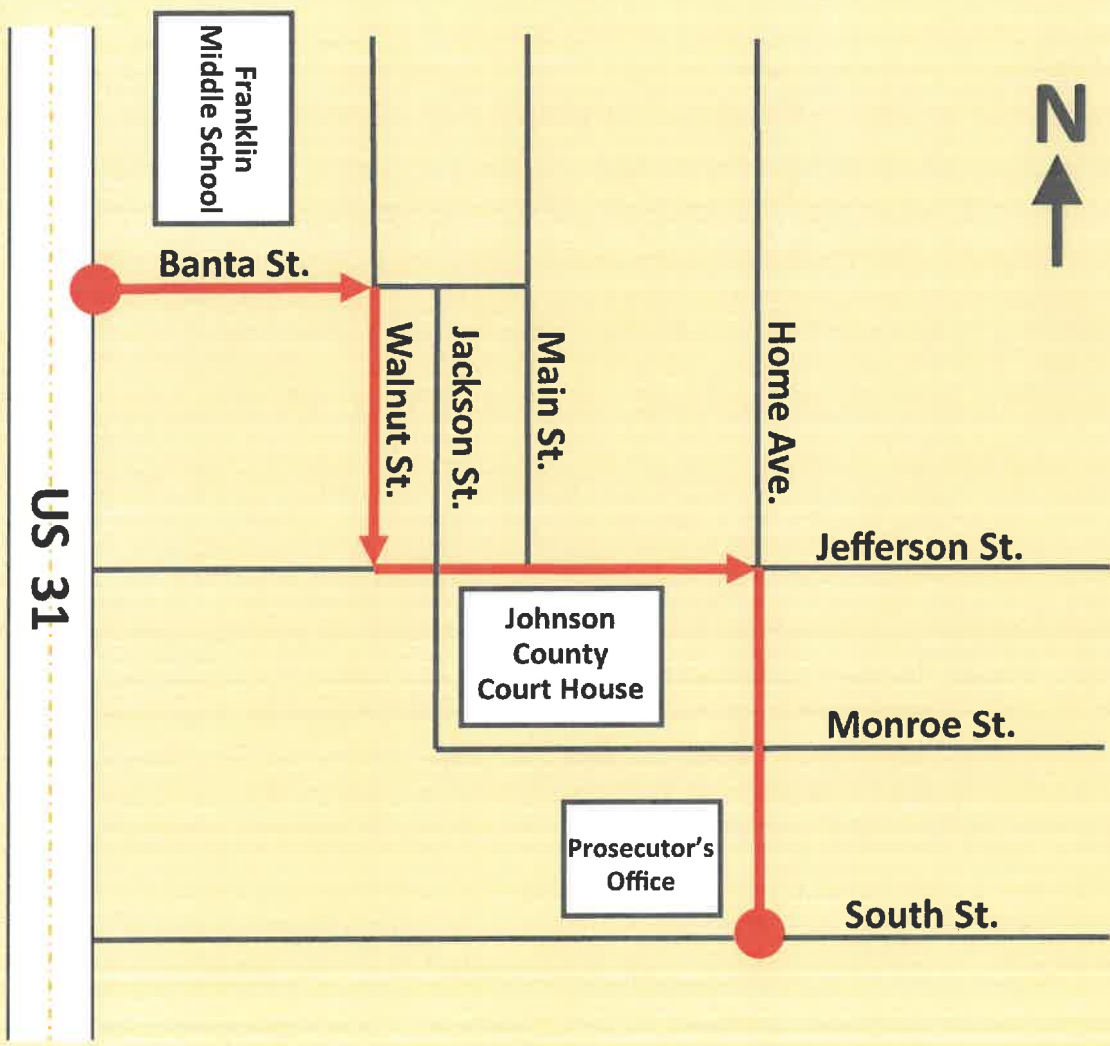 Franklin
Middle School
N
Banta St.
Walnut St.
Jackson St.
Main St.
Home Ave.
US 31
Jefferson St.
Johnson
County
Court House
Monroe St.
Prosecutor's
Office
South St.